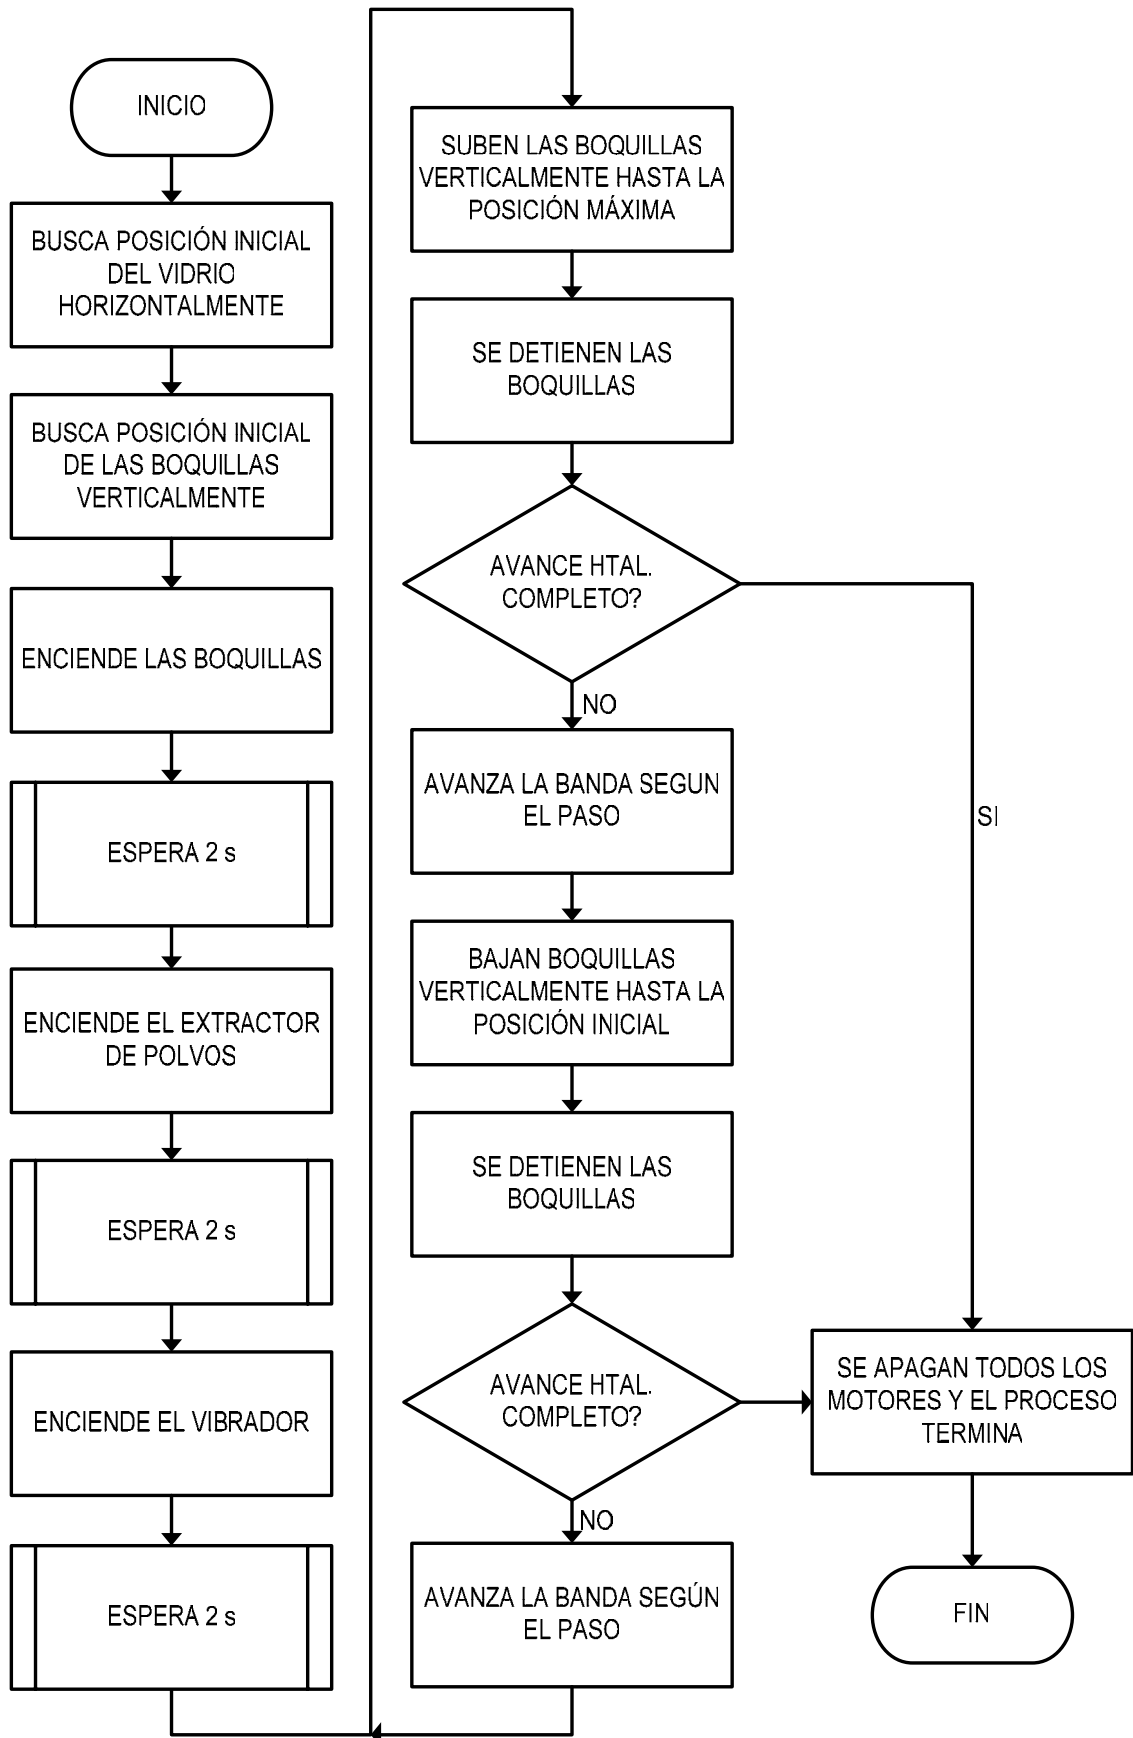 INICIO
BUSCA POSICIÓN INICIAL
DEL VIDRIO
HORIZONTALMENTE
BUSCA POSICIÓN INICIAL
DE LAS BOQUILLAS
VERTICALMENTE
ENCIENDE LAS BOQUILLAS
ESPERA 2 s
ENCIENDE EL EXTRACTOR
DE POLVOS
ESPERA 2 s
ENCIENDE EL VIBRADOR
ESPERA 2 s
SUBEN LAS BOQUILLAS
VERTICALMENTE HASTA LA
POSICIÓN MÁXIMA
SE DETIENEN LAS
BOQUILLAS
AVANCE HTAL.
COMPLETO?
NO
AVANZA LA BANDA SEGUN
EL PASO
BAJAN BOQUILLAS
VERTICALMENTE HASTA LA
POSICIÓN INICIAL
SE DETIENEN LAS
BOQUILLAS
AVANCE HTAL.
COMPLETO?
NO
AVANZA LA BANDA SEGÚN
EL PASO
SI
SE APAGAN TODOS LOS
MOTORES Y EL PROCESO
TERMINA
FIN